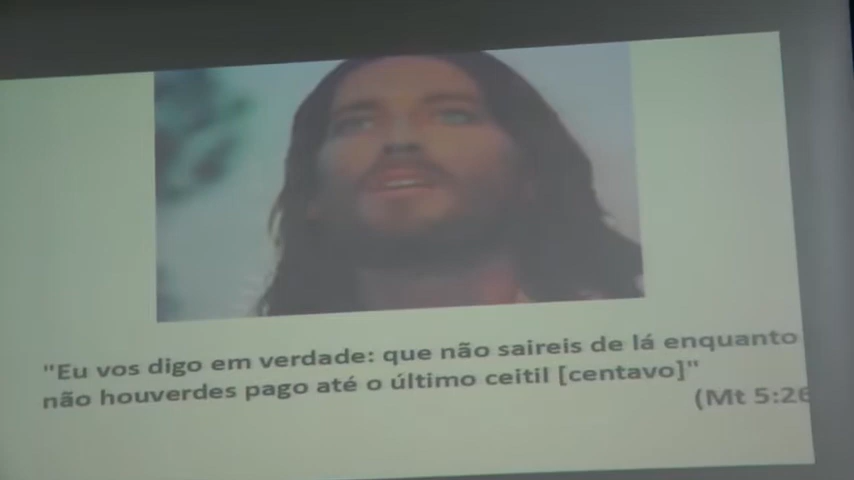 "Eu vos digo em verdade: que não saireis de lá enquanto
não houverdes pago até o último ceitil [centavo]"
(Mt 5:26